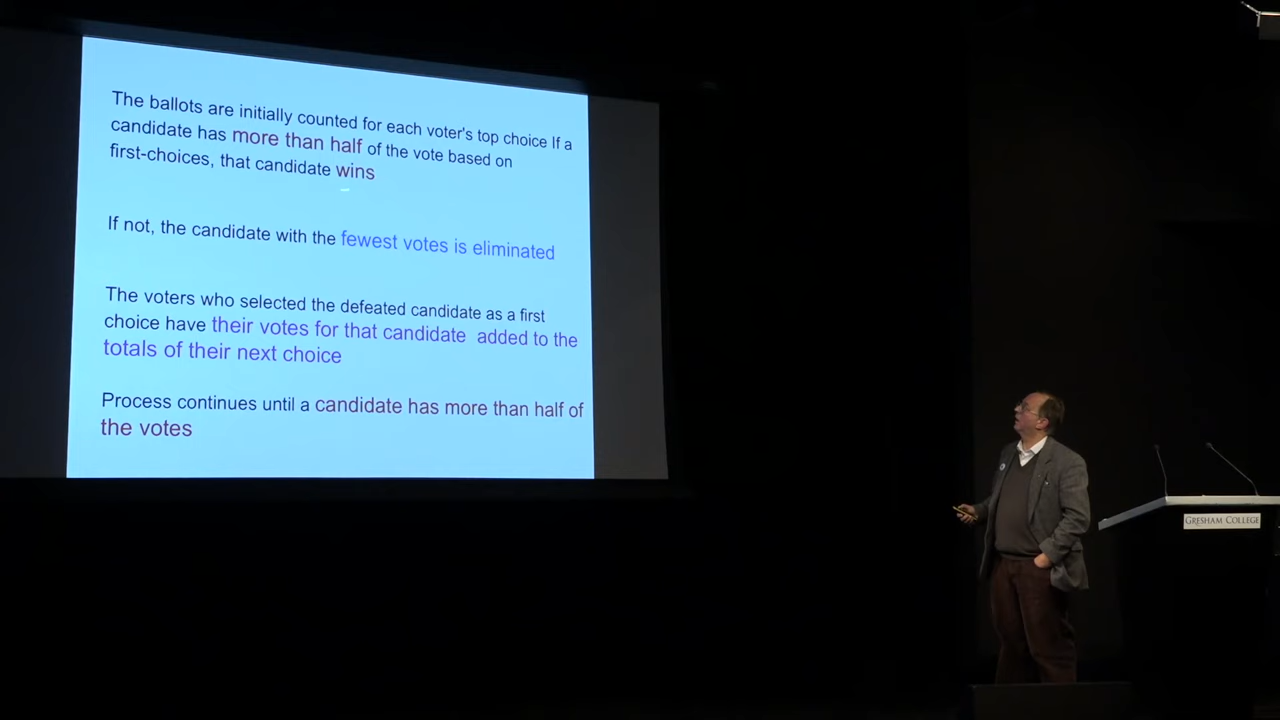 The ballots are initially counted for each voter's top choice If a
candidate has more than half of the vote based on
first-choices, that candidate wins
If not, the candidate with the fewest votes is eliminated
The voters who selected the defeated candidate as a first
choice have their votes for that candidate added to the
totals of their next choice
Process continues until a candidate has more than half of
the votes
GRESHAM COLLEGE